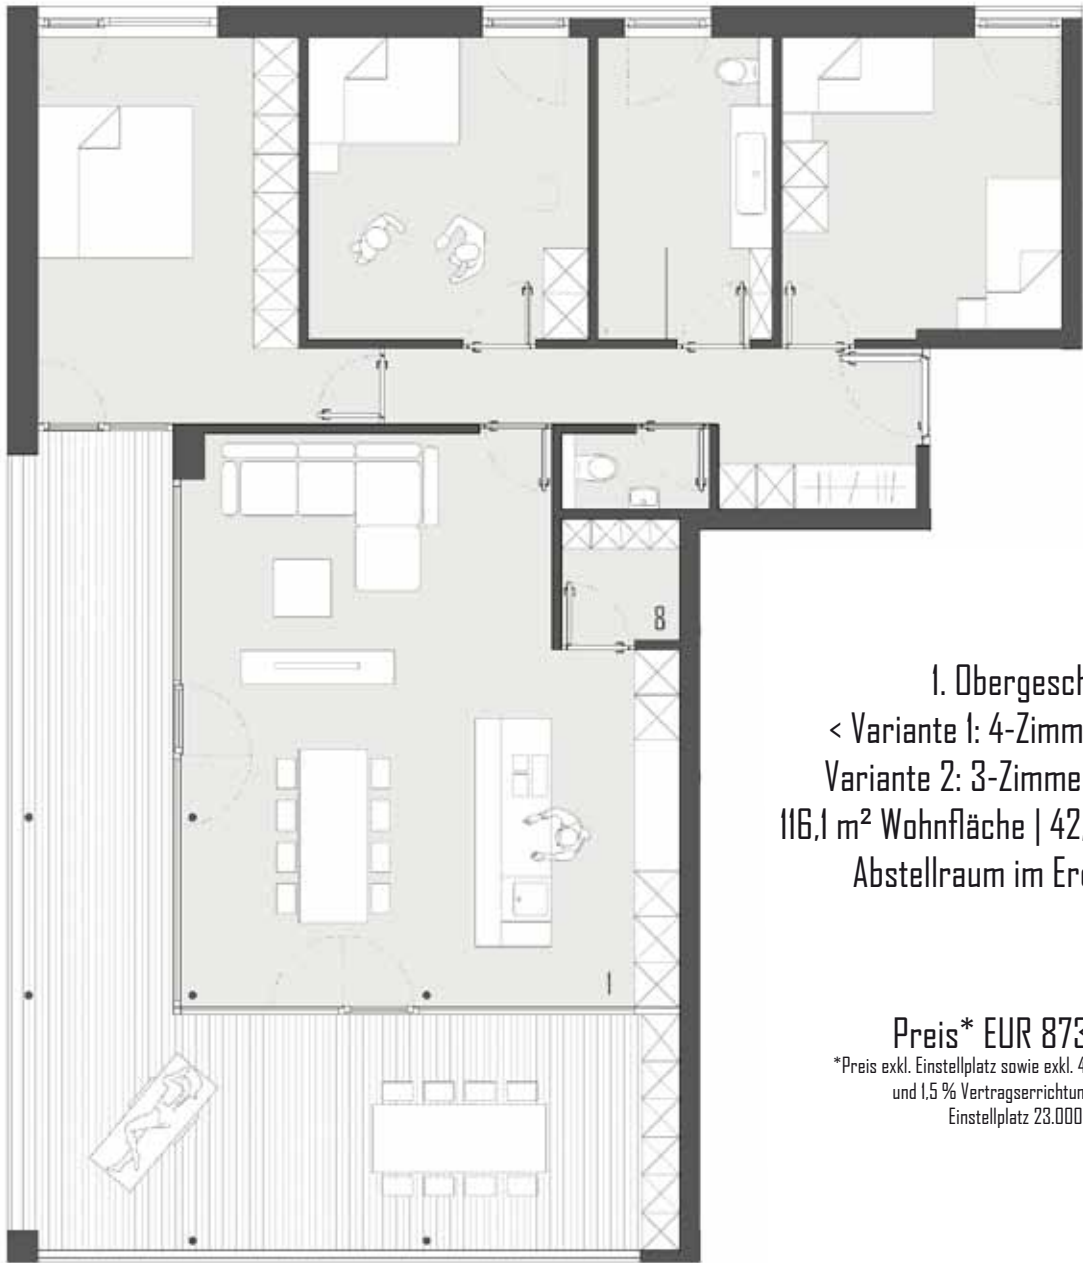 8
1. Obergesch
< Variante 1: 4-Zimm
Variante 2: 3-Zimme
116,1 m² Wohnfläche | 42,
Abstellraum im Erd
Preis* EUR 873
*Preis exkl. Einstellplatz sowie exkl. 4
und 1,5 % Vertragserrichtun
Einstellplatz 23.000